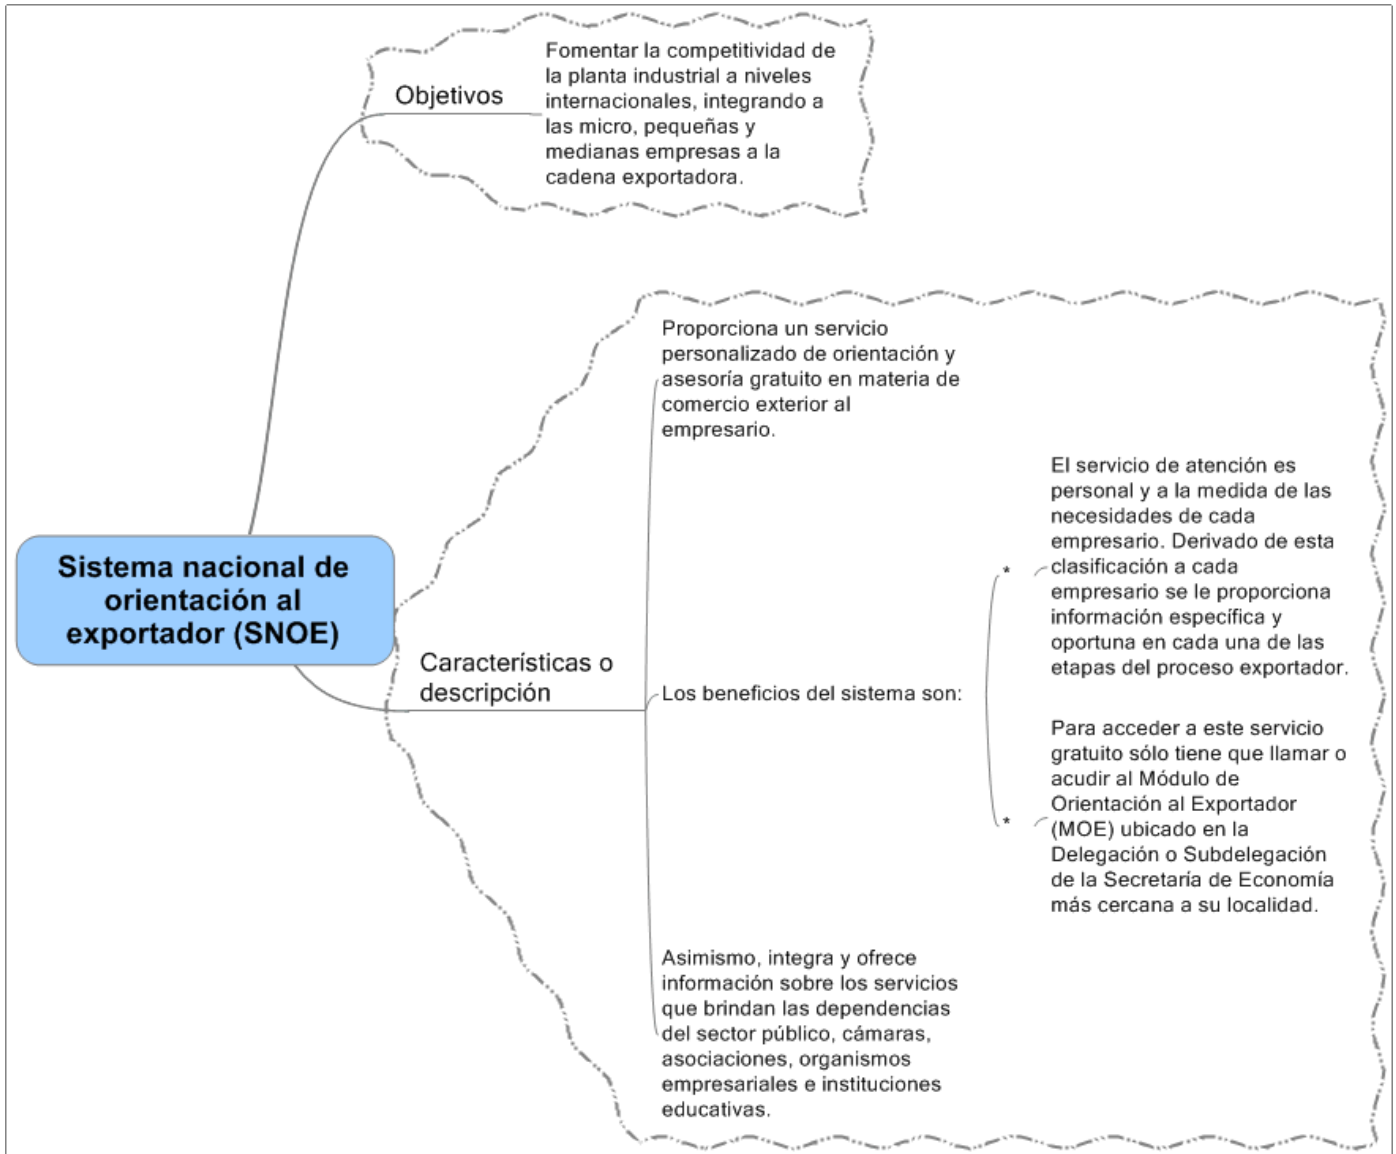 Objetivos
Fomentar la competitividad de
la planta industrial a niveles
internacionales, integrando a
las micro, pequeñas y
medianas empresas a la
cadena exportadora.
Sistema nacional de
orientación al
exportador (SNOE)
Características o
descripción
Proporciona un servicio
personalizado de orientación y
asesoría gratuito en materia de
comercio exterior al
empresario.
Los beneficios del sistema son:
*
El servicio de atención es
personal y a la medida de las
necesidades de cada
empresario. Derivado de esta
clasificación a cada
empresario se le proporciona
información específica y
oportuna en cada una de las
etapas del proceso exportador.
*
Para acceder a este servicio
gratuito sólo tiene que llamar o
acudir al Módulo de
Orientación al Exportador
(MOE) ubicado en la
Delegación o Subdelegación
de la Secretaría de Economía
más cercana a su localidad.
Asimismo, integra y ofrece
información sobre los servicios
que brindan las dependencias
del sector público, cámaras,
asociaciones, organismos
empresariales e instituciones
educativas.